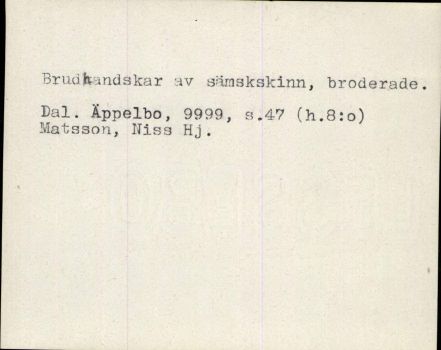 Brudhandskar av sämskskinn, broderade.
Dal. Äppelbo, 9999, s.47 (h.8:o)
Matsson, Niss Hj.